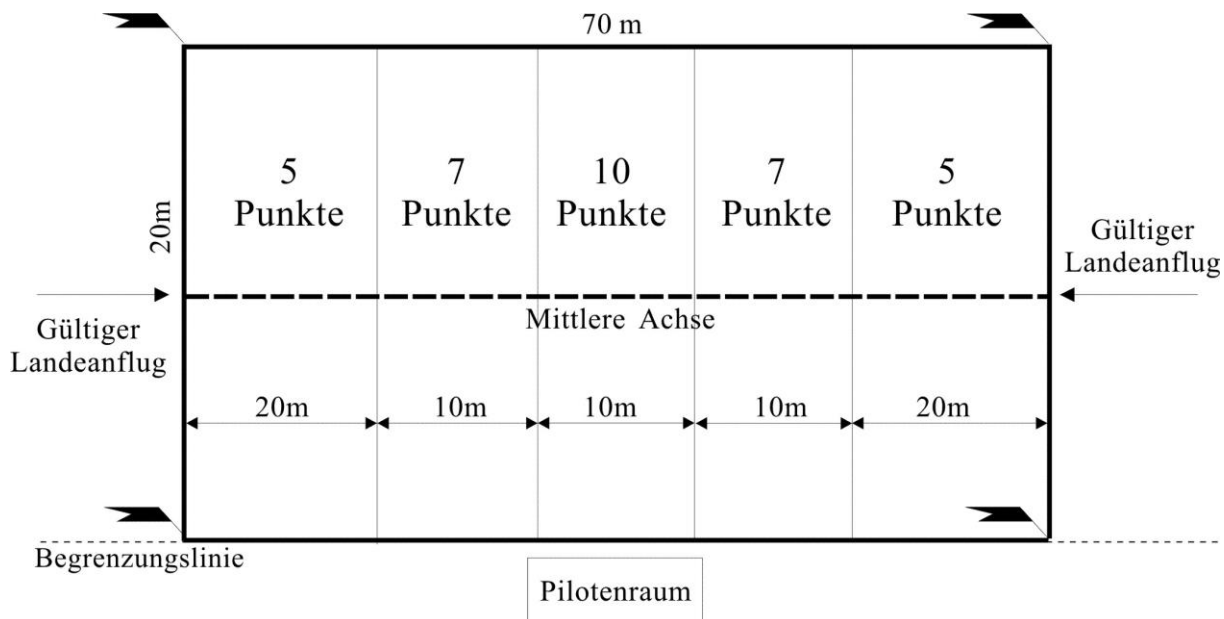 70 m
5
Punkte
7
Punkte
10
Punkte
7
Punkte
5
Punkte
20m
Gültiger
Landeanflug
Gültiger
Landeanflug
Mittlere Achse
20m
10m
10m
10m
20m
Begrenzungslinie
Pilotenraum